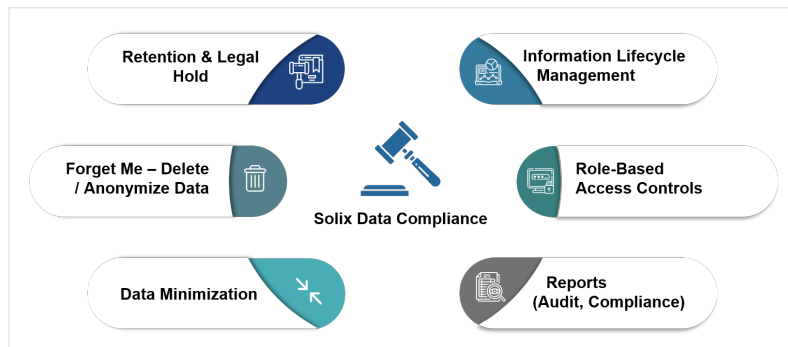 Retention & Legal
Hold
Information Lifecycle
Management
Forget Me – Delete
/ Anonymize Data
Solix Data Compliance
Role-Based
Access Controls
Data Minimization
Reports
(Audit, Compliance)